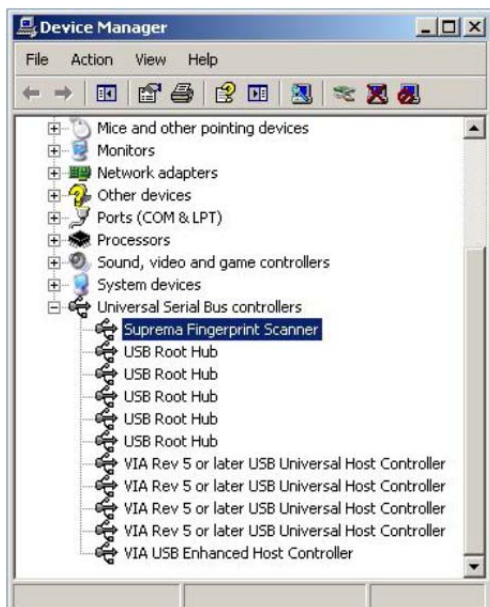 Device Manager
File Action View Help
Mice and other pointing devices
Monitors
Network adapters
Other devices
Ports (COM & LPT)
Processors
Sound, video and game controllers
System devices
Universal Serial Bus controllers
Suprema Fingerprint Scanner
USB Root Hub
USB Root Hub
USB Root Hub
USB Root Hub
USB Root Hub
VIA Rev 5 or later USB Universal Host Controller
VIA Rev 5 or later USB Universal Host Controller
VIA Rev 5 or later USB Universal Host Controller
VIA Rev 5 or later USB Universal Host Controller
VIA USB Enhanced Host Controller